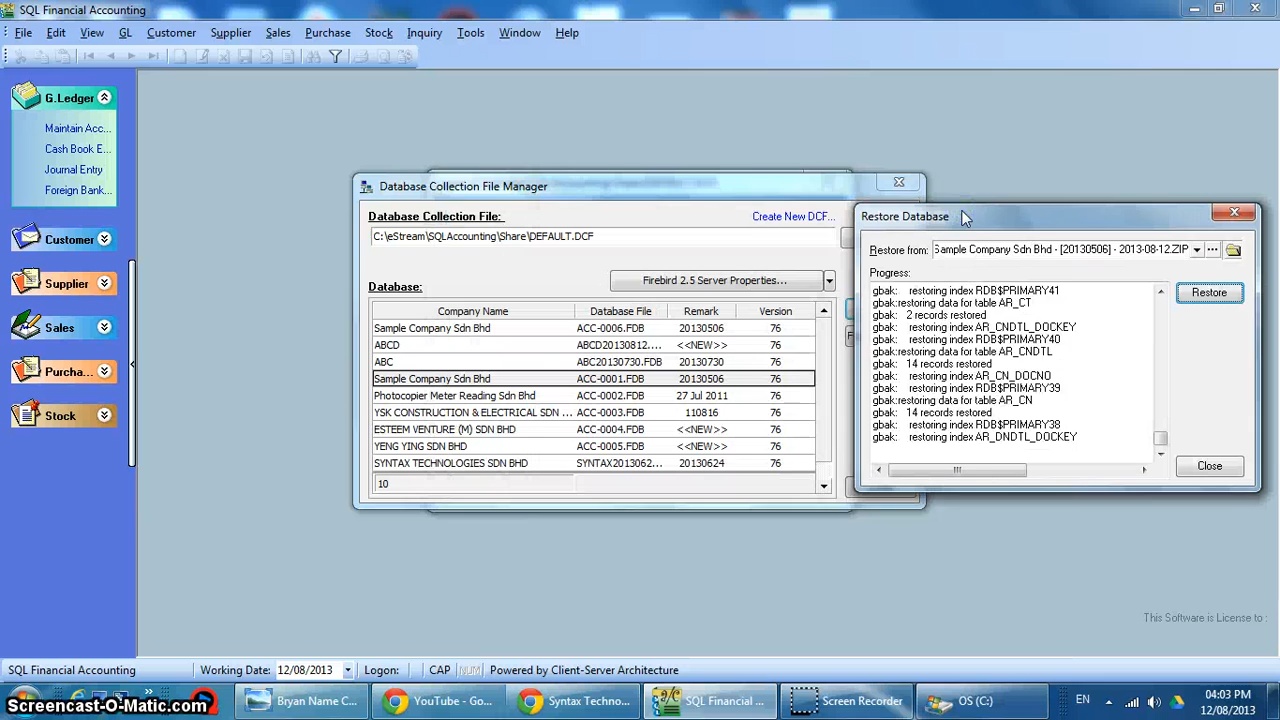 SQL Financial Accounting
File Edit View GL Customer Supplier Sales Purchase Stock Inquiry Tools Window Help
G.Ledger
Maintain Acc...
Cash Book E...
Journal Entry
Foreign Bank...
Customer
Supplier
Sales
Purcha...
Stock
Database Collection File Manager
Database Collection File:
Create New DCF...
C:\eStream\SQLAccounting\Share\DEFAULT.DCF
Database:
Firebird 2.5 Server Properties...
Company Name Database File Remark Version
Sample Company Sdn Bhd ACC-0006.FDB 20130506 76
ABCD ABCD20130812.... <<NEW>> 76
ABC ABC20130730.FDB 20130730 76
Sample Company Sdn Bhd ACC-0001.FDB 20130506 76
Photocopier Meter Reading Sdn Bhd ACC-0002.FDB 27 Jul 2011 76
YSK CONSTRUCTION & ELECTRICAL SDN ... ACC-0003.FDB 110816 76
ESTEEM VENTURE (M) SDN BHD ACC-0004.FDB <<NEW>> 76
YENG YING SDN BHD ACC-0005.FDB <<NEW>> 76
SYNTAX TECHNOLOGIES SDN BHD SYNTAX2013062... 20130624 76
10
Restore Database
Restore from: Sample Company Sdn Bhd - [20130506] - 2013-08-12.ZIP
Progress:
gbak: restoring index RDB$PRIMARY41
gbak:restoring data for table AR_CT
gbak: 2 records restored
gbak: restoring index AR_CNDTL_DOCKEY
gbak: restoring index RDB$PRIMARY40
gbak:restoring data for table AR_CNDTL
gbak: 14 records restored
gbak: restoring index AR_CN_DOCNO
gbak: restoring index RDB$PRIMARY39
gbak:restoring data for table AR_CN
gbak: 14 records restored
gbak: restoring index RDB$PRIMARY38
gbak: restoring index AR_DNDTL_DOCKEY
Restore
Close
This Software is License to :
SQL Financial Accounting Working Date: 12/08/2013 Logon: CAP NUM Powered by Client-Server Architecture
Bryan Name C... YouTube - Go... Syntax Techno... SQL Financial ... Screen Recorder OS (C:) EN 04:03 PM
12/08/2013
Screencast-O-Matic.com